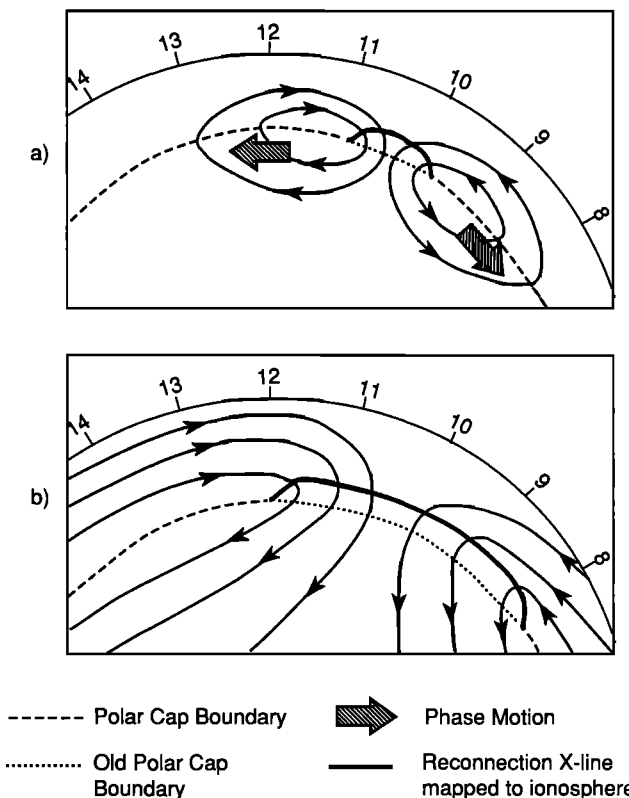 a)
14 13 12 11 10 9 8
b)
14 13 12 11 10 9 8
Polar Cap Boundary
Phase Motion
Old Polar Cap
Boundary
Reconnection X-line
mapped to ionosphere